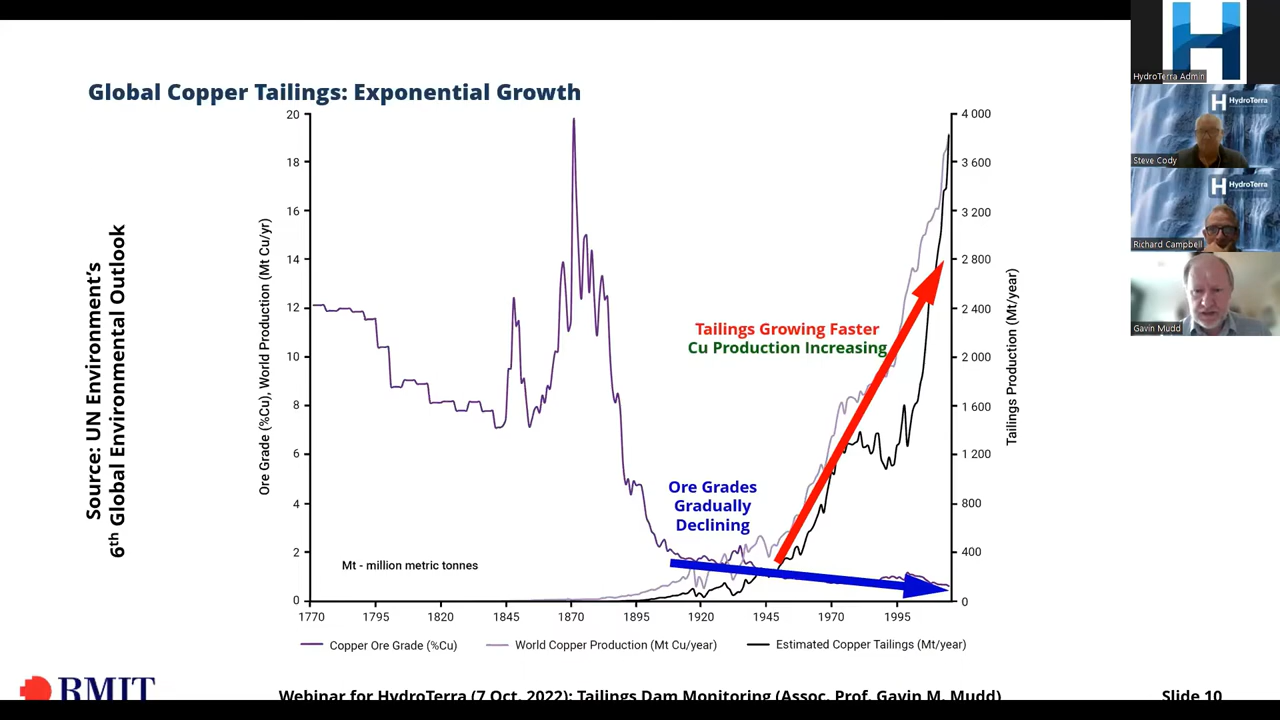 Global Copper Tailings: Exponential Growth
Source: UN Environment's
6th Global Environmental Outlook
Ore Grade (%Cu), World Production (Mt Cu/yr)
20
18
16
14
12
10
8
6
4
2
0
4 000
3 600
3 200
2 800
2 400
2 000
1 600
1 200
800
400
0
Tailings Production (Mt/year)
Tailings Growing Faster
Cu Production Increasing
Ore Grades
Gradually
Declining
Mt - million metric tonnes
1770 1795 1820 1845 1870 1895 1920 1945 1970 1995
Copper Ore Grade (%Cu) World Copper Production (Mt Cu/year) Estimated Copper Tailings (Mt/year)
RMIT
Webinar for HydroTerra (7 Oct. 2022): Tailings Dam Monitoring (Assoc. Prof. Gavin M. Mudd)
Slide 10
H
HydroTerra Admin
H HydroTerra
Steve Cody
H HydroTerra
Richard Campbell
Gavin Mudd